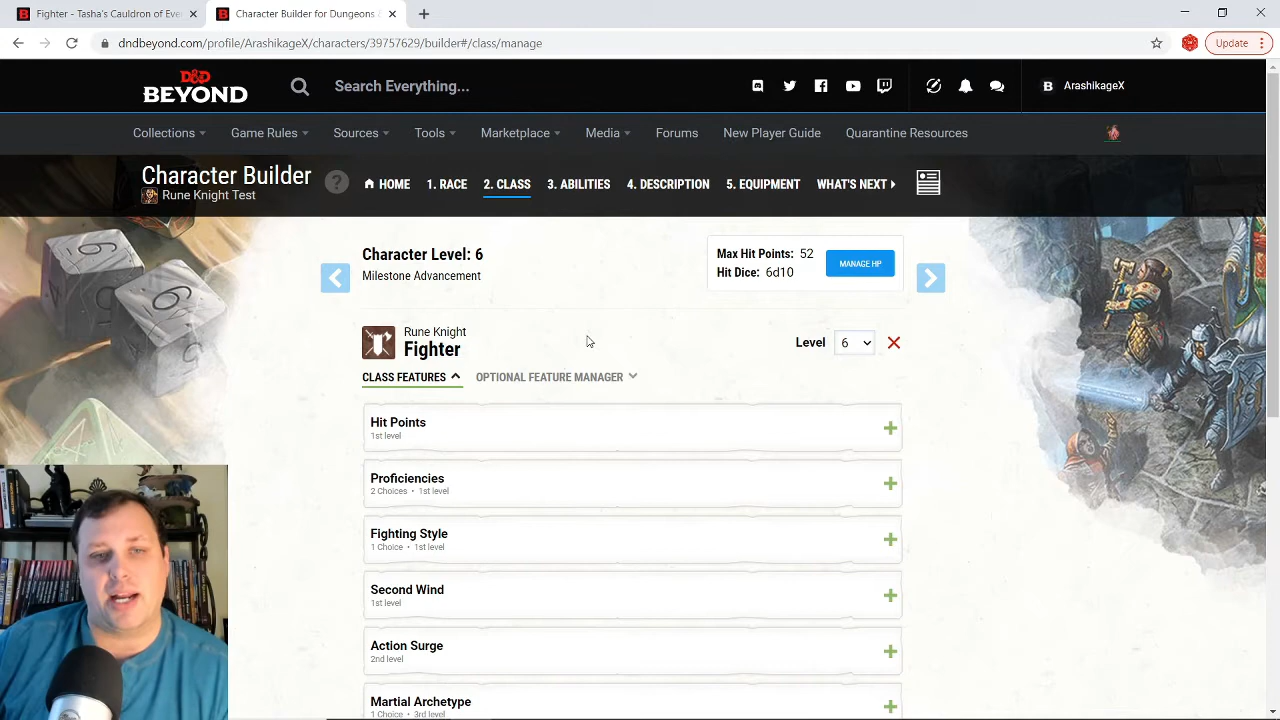 Fighter - Tasha's Cauldron of Eve
Character Builder for Dungeons &
dndbeyond.com/profile/ArashikageX/characters/39757629/builder#/class/manage
Update
D&D
BEYOND
Search Everything...
ArashikageX
Collections
Game Rules
Sources
Tools
Marketplace
Media
Forums
New Player Guide
Quarantine Resources
Character Builder
Rune Knight Test
?
HOME
1. RACE
2. CLASS
3. ABILITIES
4. DESCRIPTION
5. EQUIPMENT
WHAT'S NEXT
Character Level: 6
Milestone Advancement
Max Hit Points: 52
Hit Dice: 6d10
MANAGE HP
Rune Knight
Fighter
Level 6
CLASS FEATURES
OPTIONAL FEATURE MANAGER
Hit Points
1st level
Proficiencies
2 Choices • 1st level
Fighting Style
1 Choice • 1st level
Second Wind
1st level
Action Surge
2nd level
Martial Archetype
1 Choice • 3rd level